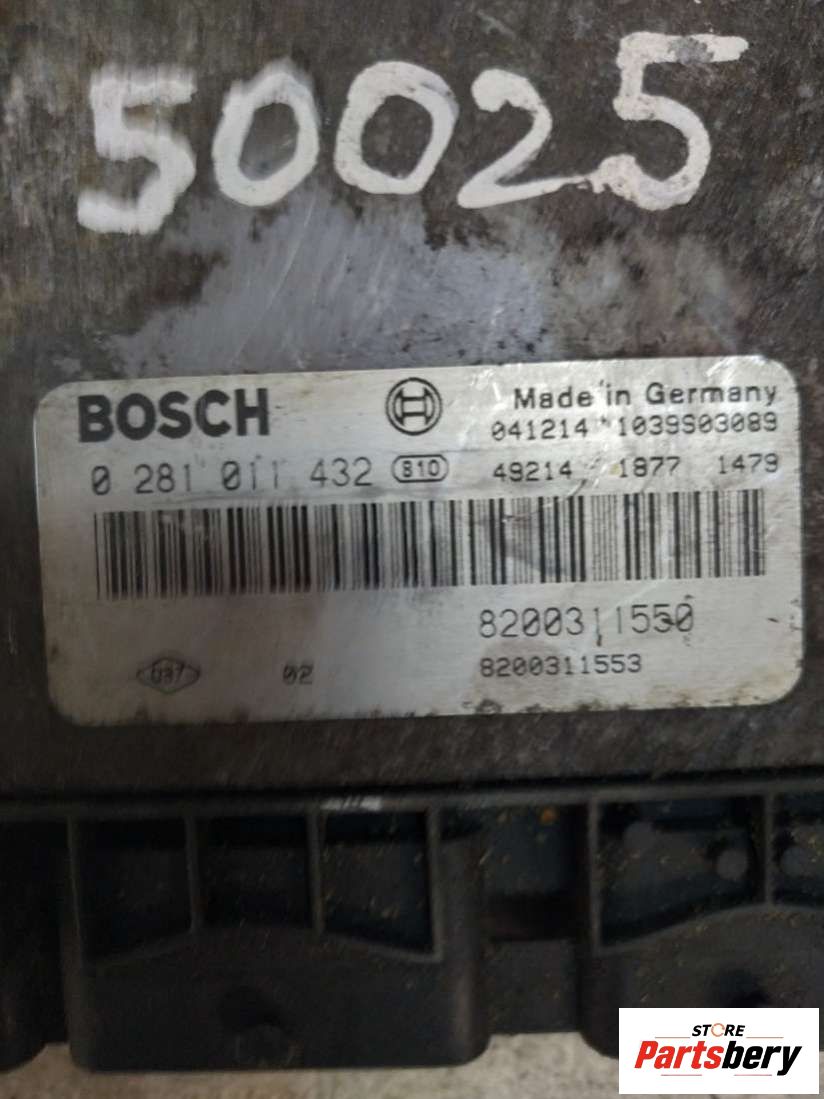 50025
BOSCH
Made in Germany
041214 * 1039S03089
0 281 011 432 810 49214 1877 1479
8200311550
02 8200311553
STORE
Partsbery